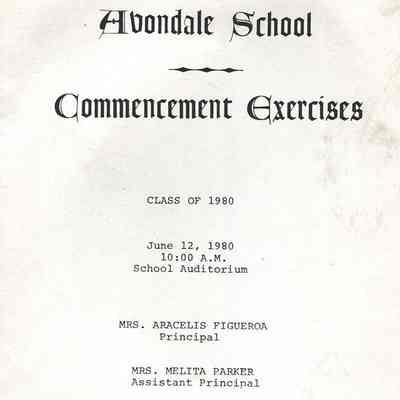 Avondale School
Commencement Exercises
CLASS OF 1980
June 12, 1980
10:00 A.M.
School Auditorium
MRS. ARACELIS FIGUEROA
Principal
MRS. MELITA PARKER
Assistant Principal